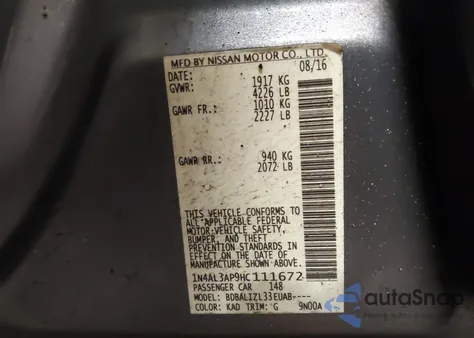 MFD BY NISSAN MOTOR CO., LTD.
DATE: 08/16
GVWR: 1917 KG
4226 LB
GAWR FR.: 1010 KG
2227 LB
GAWR RR.: 940 KG
2072 LB
THIS VEHICLE CONFORMS TO
ALL APPLICABLE FEDERAL
MOTOR-VEHICLE SAFETY,
BUMPER, AND THEFT
PREVENTION STANDARDS IN
EFFECT ON THE DATE OF
MANUFACTURE SHOWN ABOVE.
1N4AL3AP9HC111672
PASSENGER CAR 148
MODEL: BDBALIZL33EUAB----
COLOR: KAD TRIM: G 9N00A
autoSnap